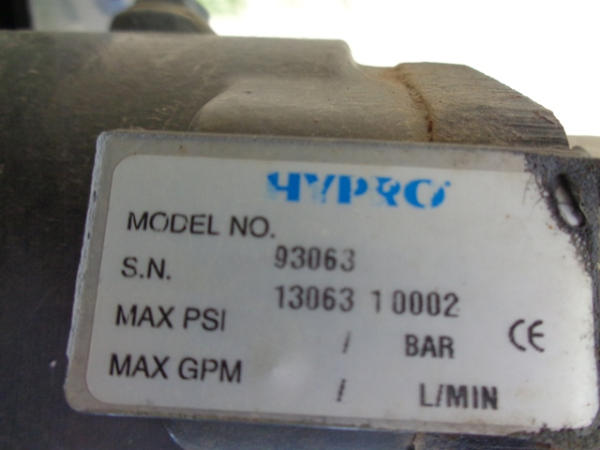 HYPRO
MODEL NO. 93063
S.N. 13063 10002
MAX PSI / BAR
MAX GPM / L/MIN
CE